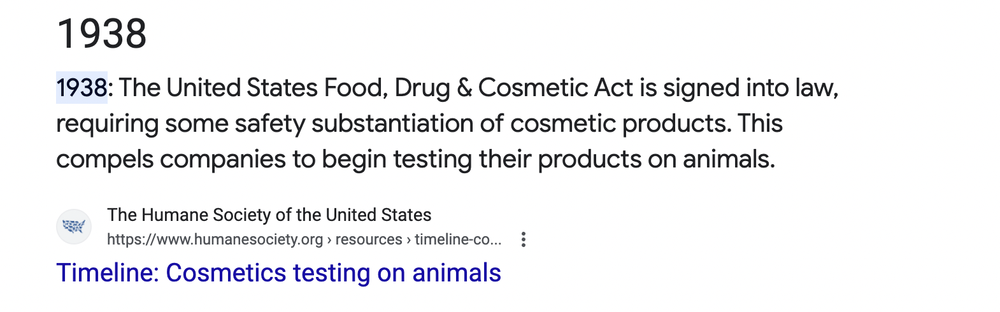 1938
1938: The United States Food, Drug & Cosmetic Act is signed into law,
requiring some safety substantiation of cosmetic products. This
compels companies to begin testing their products on animals.
The Humane Society of the United States
https://www.humanesociety.org › resources › timeline-co...
Timeline: Cosmetics testing on animals